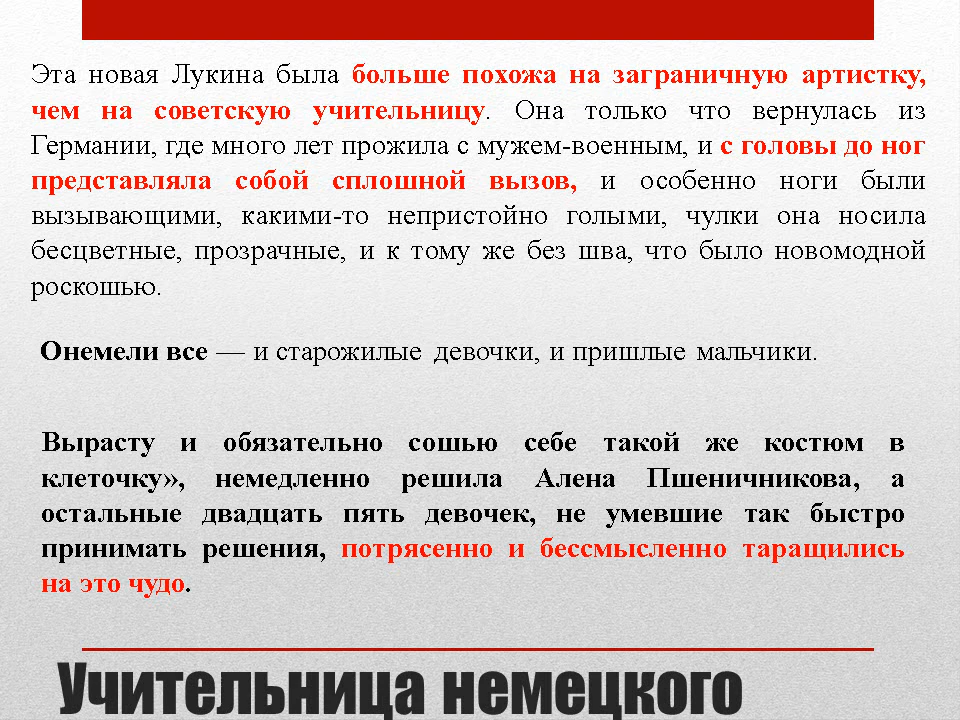 Эта новая Лукина была больше похожа на заграничную артистку,
чем на советскую учительницу. Она только что вернулась из
Германии, где много лет прожила с мужем-военным, и с головы до ног
представляла собой сплошной вызов, и особенно ноги были
вызывающими, какими-то непристойно голыми, чулки она носила
бесцветные, прозрачные, и к тому же без шва, что было новомодной
роскошью.
Онемели все — и старожилые девочки, и пришлые мальчики.
Вырасту и обязательно сошью себе такой же костюм в
клеточку», немедленно решила Алена Пшеничникова, а
остальные двадцать пять девочек, не умевшие так быстро
принимать решения, потрясенно и бессмысленно таращились
на это чудо.
Учительница немецкого